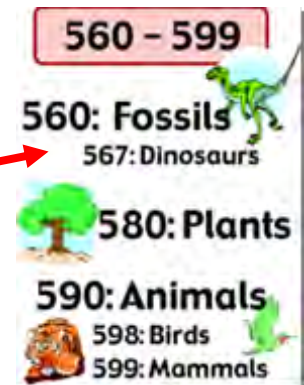 560 – 599
560: Fossils
567: Dinosaurs
580: Plants
590: Animals
598: Birds
599: Mammals